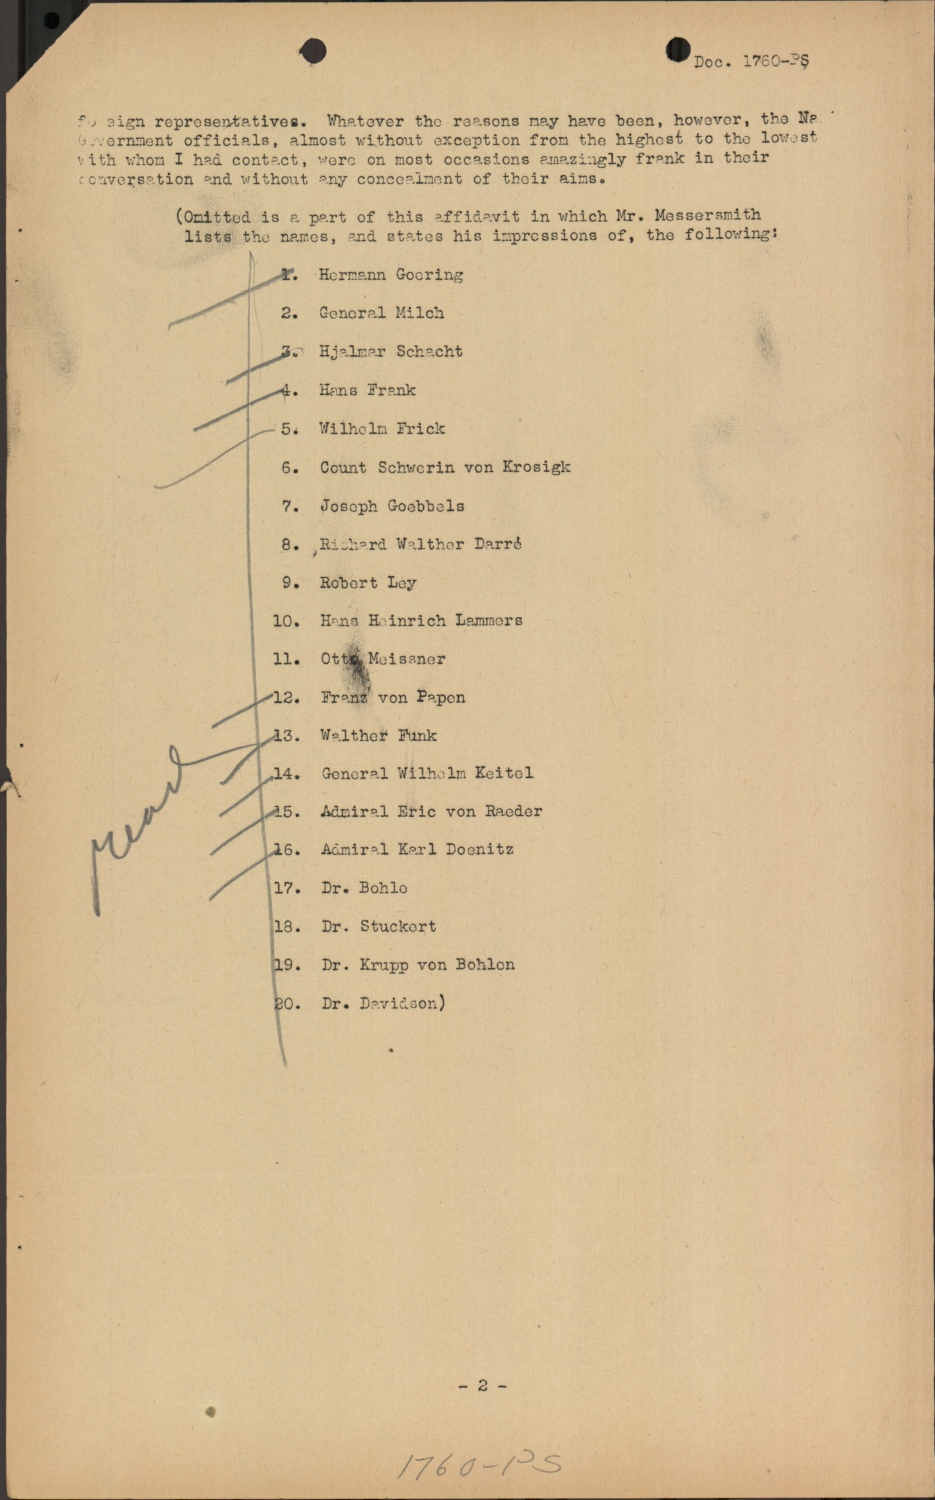 Doc. 1760-PS
foreign representatives. Whatever the reasons may have been, however, the
Government officials, almost without exception from the highest to the lowest
with whom I had contact, were on most occasions amazingly frank in their
conversation and without any concealment of their aims.
(Omitted is a part of this affidavit in which Mr. Messersmith
lists the names, and states his impressions of, the following:
1. Hermann Goering
2. General Milch
3. Hjalmar Schacht
4. Hans Frank
5. Wilhelm Frick
6. Count Schwerin von Krosigk
7. Joseph Goebbels
8. Richard Walther Darré
9. Robert Ley
10. Hans Heinrich Lammers
11. Otto Meissner
12. Franz von Papen
13. Walther Funk
14. General Wilhelm Keitel
15. Admiral Eric von Raeder
16. Admiral Karl Doenitz
17. Dr. Bohle
18. Dr. Stuckert
19. Dr. Krupp von Bohlen
20. Dr. Davidson)
read
- 2 -
1760-PS